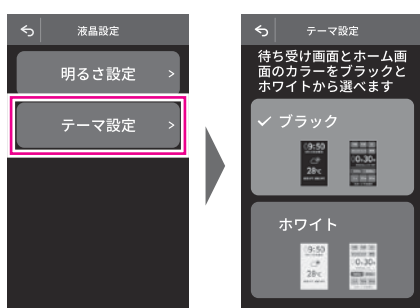 液晶設定
明るさ設定
テーマ設定
テーマ設定
待ち受け画面とホーム画
面のカラーをブラックと
ホワイトから選べます
ブラック
9:50
28℃
0:30
ホワイト
9:50
28℃
0:30